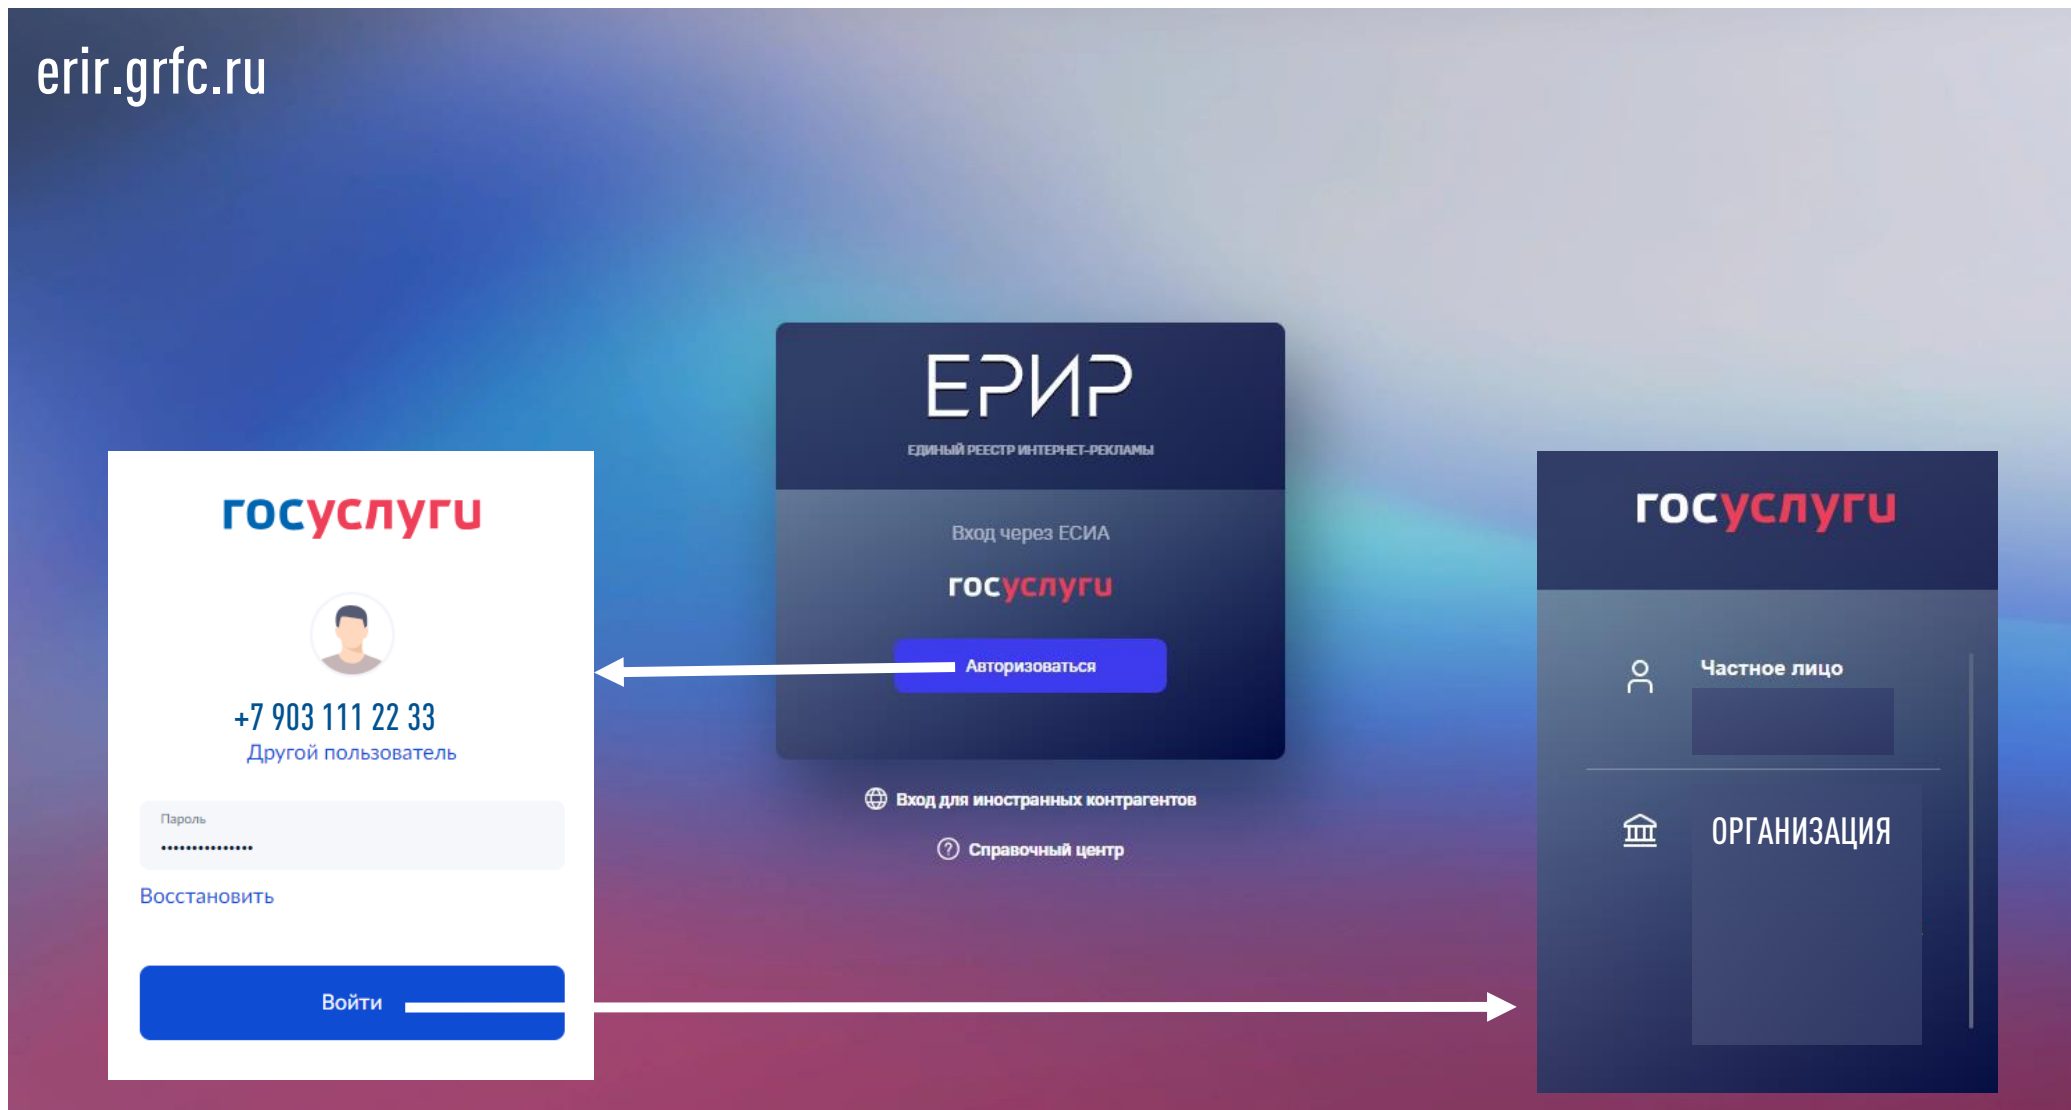 erir.grfc.ru
ЕРИР
ЕДИНЫЙ РЕЕСТР ИНТЕРНЕТ-РЕКЛАМЫ
Вход через ЕСИА
госуслуги
Авторизоваться
Вход для иностранных контрагентов
Справочный центр
госуслуги
+7 903 111 22 33
Другой пользователь
Пароль
•••••••••••••••
Восстановить
Войти
госуслуги
Частное лицо
ОРГАНИЗАЦИЯ